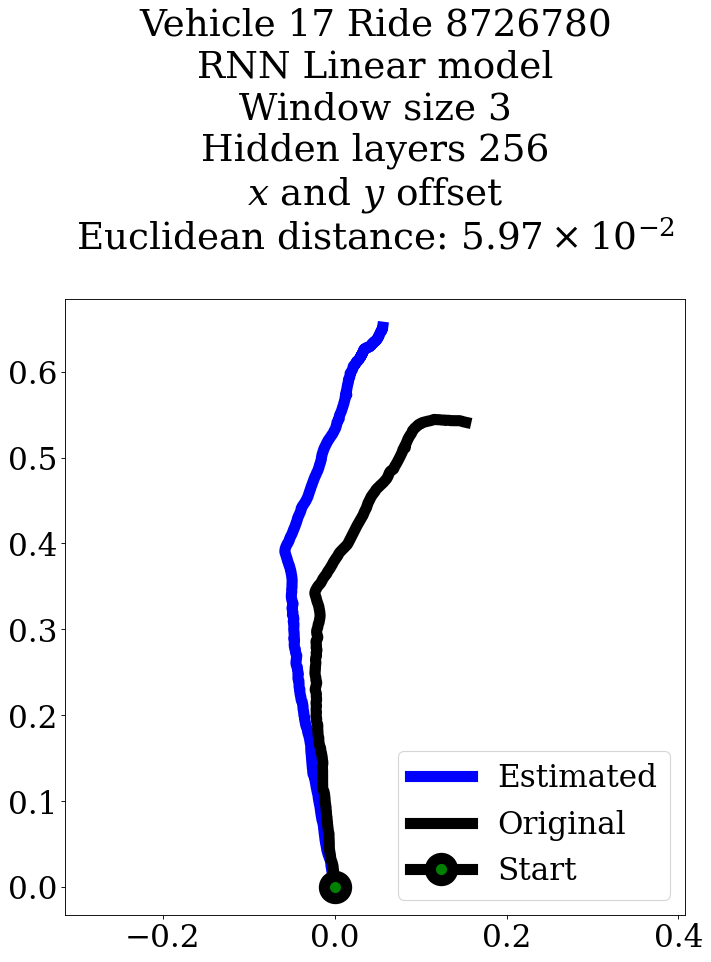 Vehicle 17 Ride 8726780
RNN Linear model
Window size 3
Hidden layers 256
x and y offset
Euclidean distance: 5.97 × 10⁻²
0.6
0.5
0.4
0.3
0.2
0.1
0.0
Estimated
Original
Start
−0.2 0.0 0.2 0.4